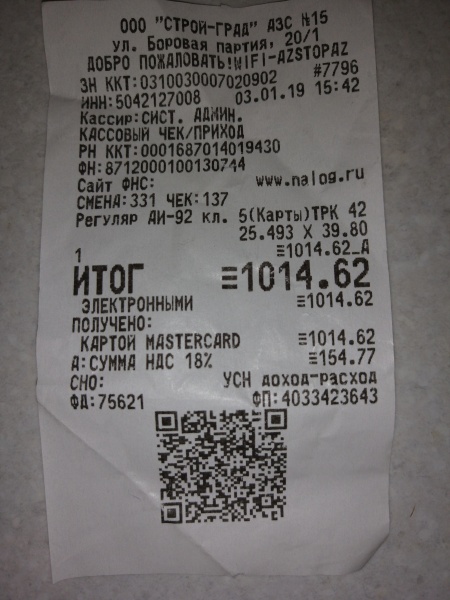 ООО "СТРОЙ-ГРАД" АЗС №15
Ул. Боровая партия, 20/1
ДОБРО ПОЖАЛОВАТЬ!WIFI-AZSTOPAZ
ЗН ККТ:0310030007020902 #7796
ИНН:5042127008 03.01.19 15:42
Кассир:СИСТ. АДМИН.
КАССОВЫЙ ЧЕК/ПРИХОД
РН ККТ:0001687014019430
ФН:8712000100130744
Сайт ФНС: www.nalog.ru
СМЕНА:331 ЧЕК:137
Регуляр АИ-92 кл. 5(Карты)ТРК 42
25.493 X 39.80
1 ≡1014.62_А
ИТОГ ≡1014.62
ЭЛЕКТРОННЫМИ ≡1014.62
ПОЛУЧЕНО:
КАРТОЙ MASTERCARD ≡1014.62
А:СУММА НДС 18% ≡154.77
СНО: УСН доход-расход
ФД:75621 ФП:4033423643